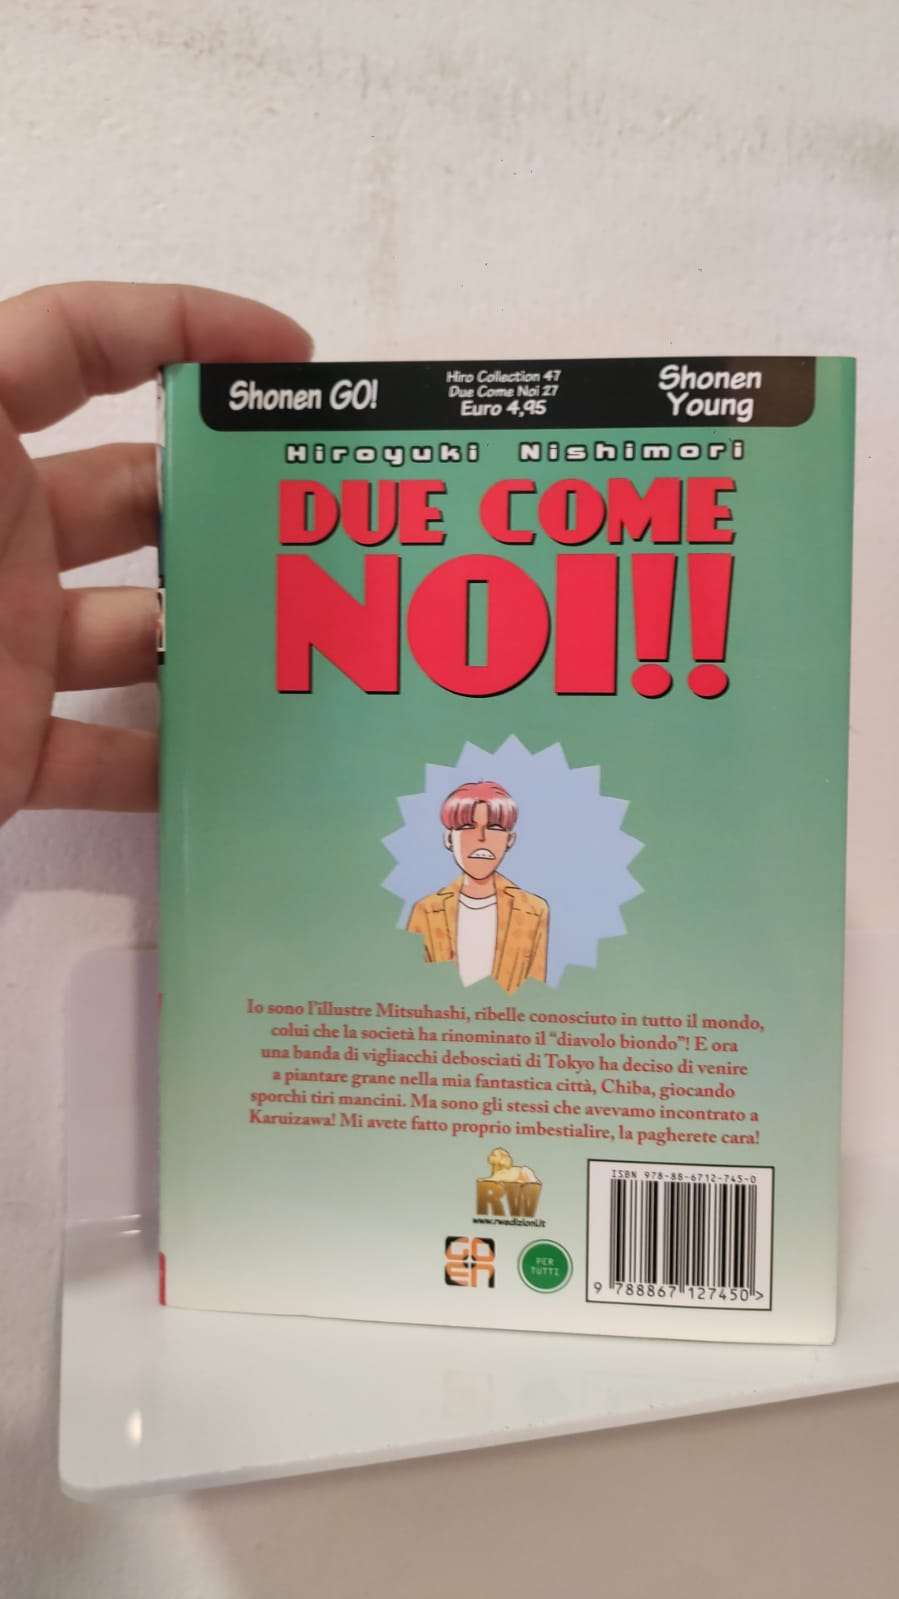 Shonen GO!
Hiro Collection 47
Due Come Noi 27
Euro 4,95
Shonen
Young
Hiroyuki Nishimori
DUE COME
NOI!!
Io sono l'illustre Mitsuhashi, ribelle conosciuto in tutto il mondo,
colui che la società ha rinominato il "diavolo biondo"! E ora
una banda di vigliacchi debosciati di Tokyo ha deciso di venire
a piantare grane nella mia fantastica città, Chiba, giocando
sporchi tiri mancini. Ma sono gli stessi che avevamo incontrato a
Karuizawa! Mi avete fatto proprio imbestialire, la pagherete cara!
RW
www.rwedizioni.it
GO
EN
PER
TUTTI
ISBN 978-88-6712-745-0
9 788867 127450 >